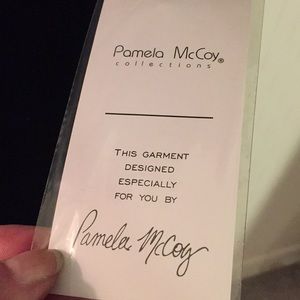 Pamela McCoy®
collections
THIS GARMENT
DESIGNED
ESPECIALLY
FOR YOU BY
Pamela McCoy